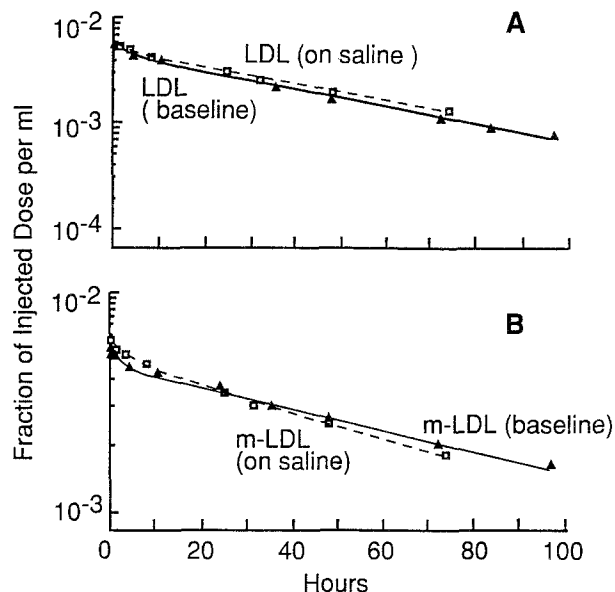 A
10-2
LDL (on saline )
LDL
( baseline)
10-3
10-4
Fraction of Injected Dose per ml
B
10-2
m-LDL (baseline)
m-LDL
(on saline)
10-3
0 20 40 60 80 100
Hours